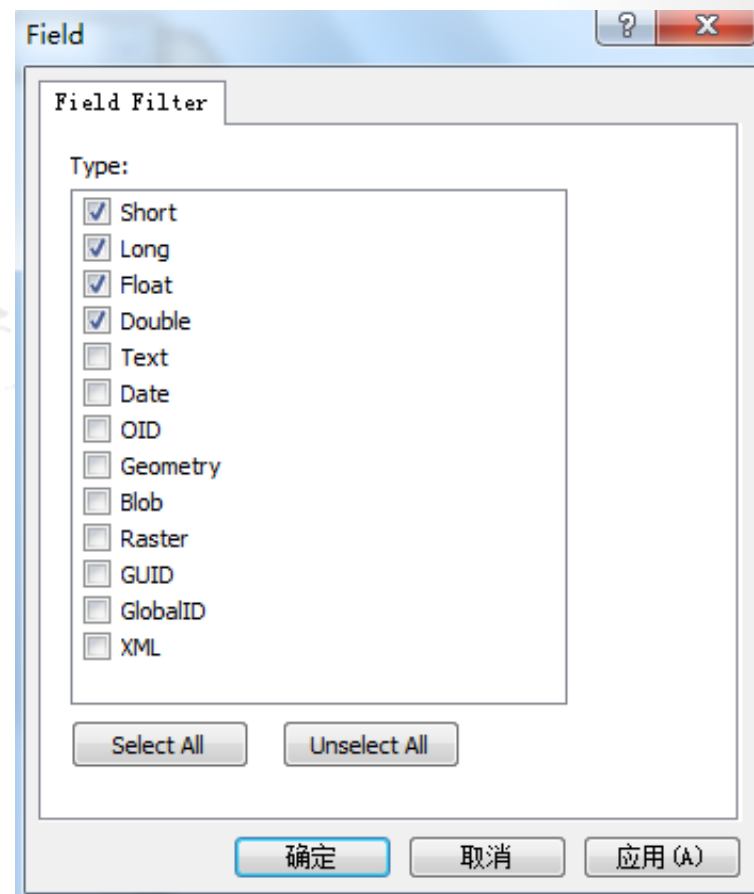 Field
?
X
Field Filter
Type:
Short
Long
Float
Double
Text
Date
OID
Geometry
Blob
Raster
GUID
GlobalID
XML
Select All Unselect All
确定 取消 应用(A)